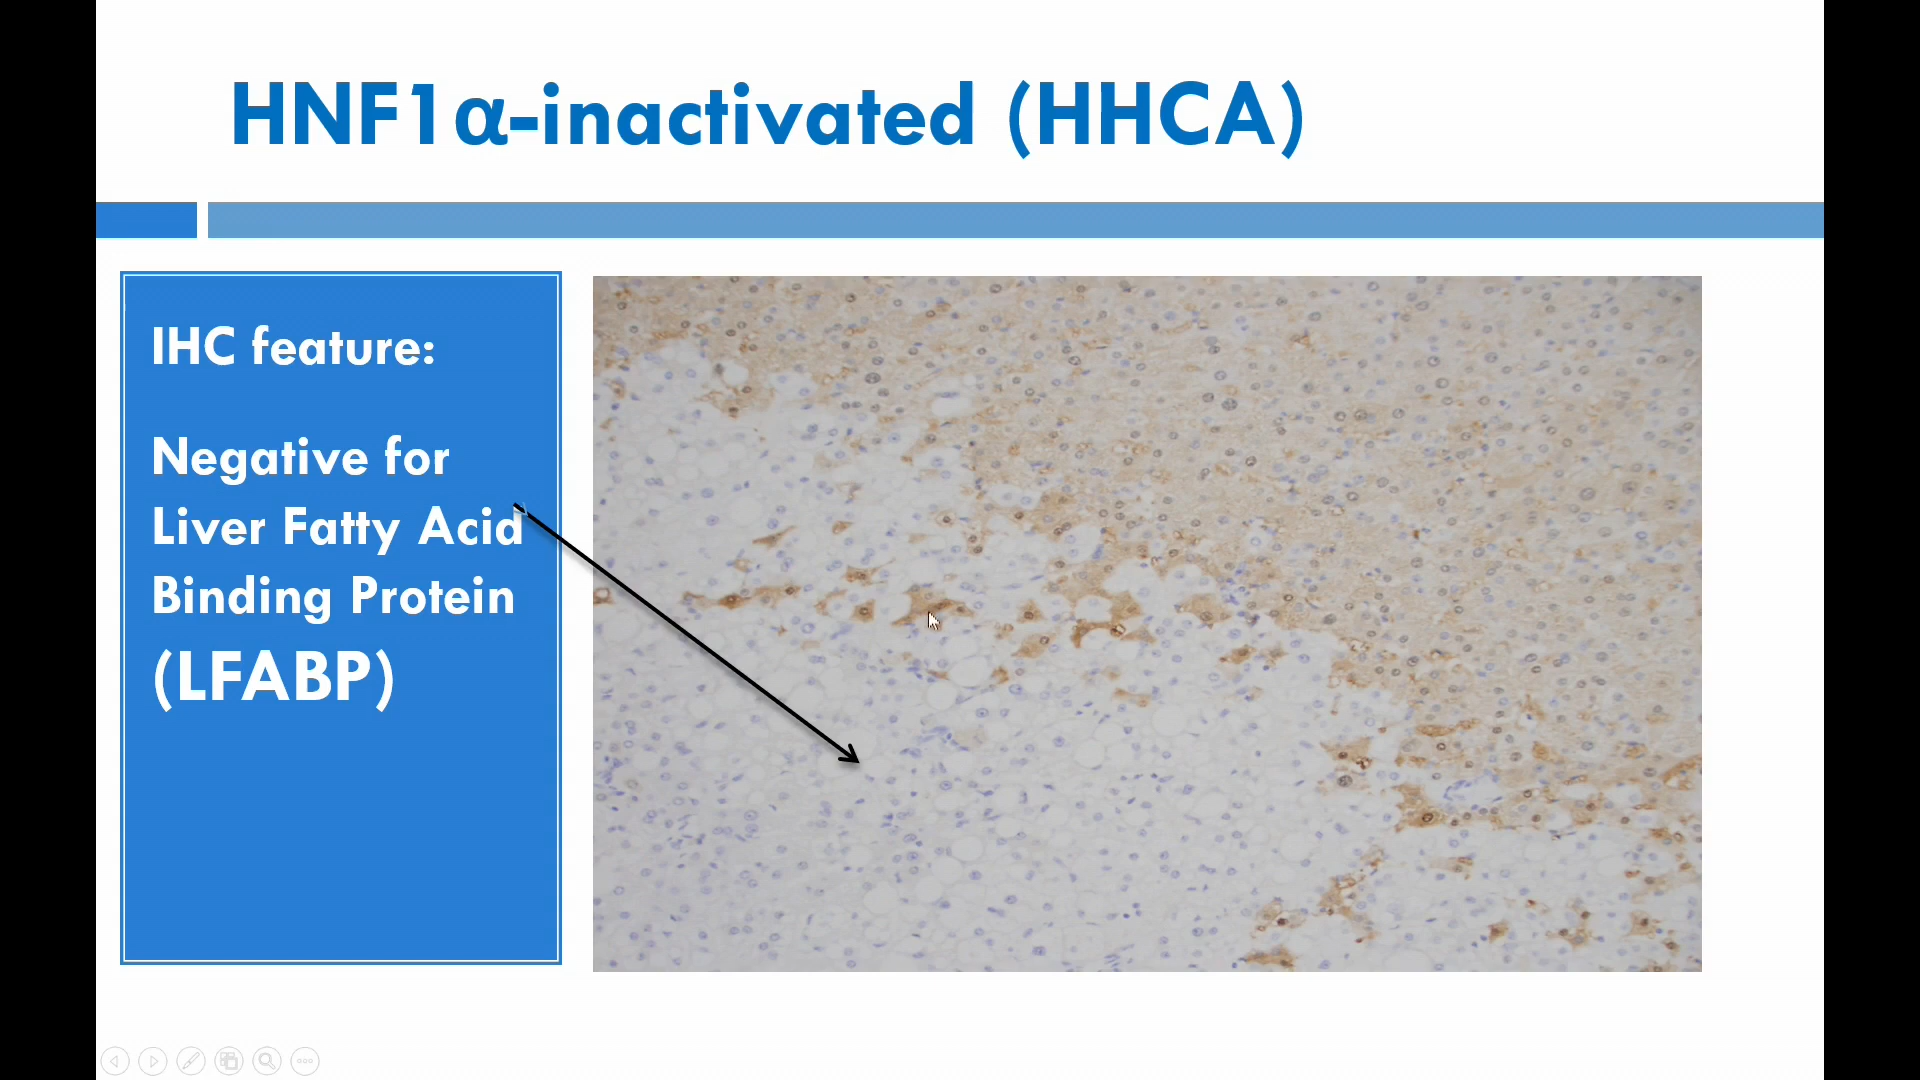 HNF1α-inactivated (HHCA)
IHC feature:
Negative for
Liver Fatty Acid
Binding Protein
(LFABP)